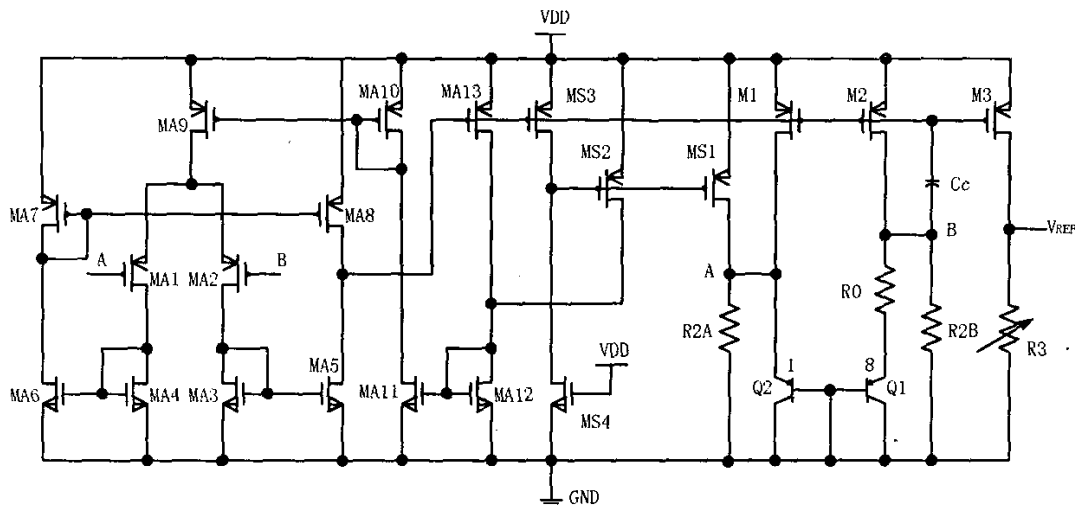 VDD
MA10
MA13
MS3
M1
M2
M3
MA9
MS2
MS1
Cc
MA7
MA8
VREF
A
B
A
B
MA1
MA2
R0
R2A
R2B
R3
VDD
MA5
1
8
MA6
MA4
MA3
MA11
MA12
Q2
Q1
MS4
GND